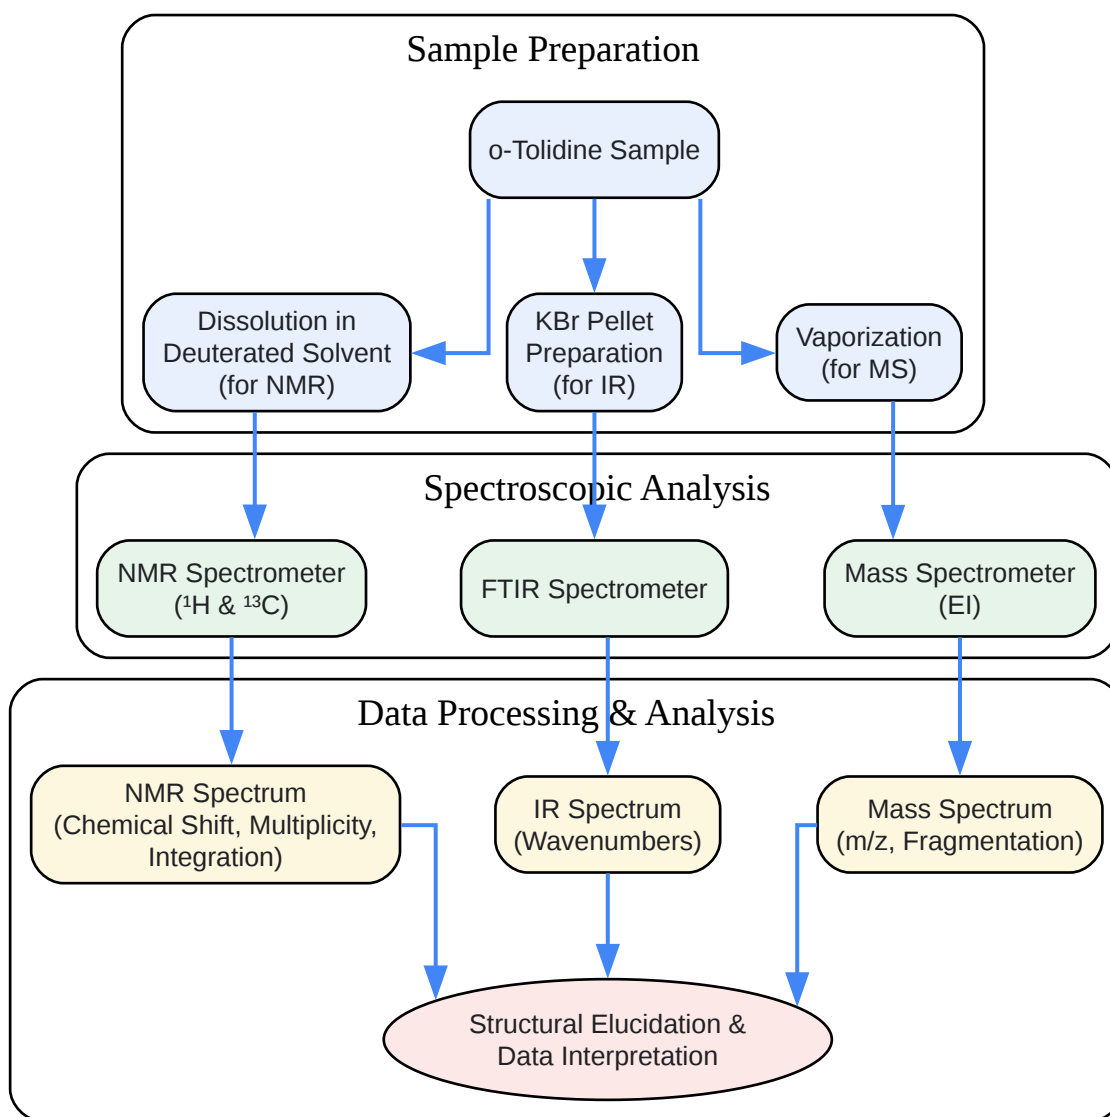 Sample Preparation
o-Tolidine Sample
Dissolution in
Deuterated Solvent
(for NMR)
KBr Pellet
Preparation
(for IR)
Vaporization
(for MS)
Spectroscopic Analysis
NMR Spectrometer
(¹H & ¹³C)
FTIR Spectrometer
Mass Spectrometer
(EI)
Data Processing & Analysis
NMR Spectrum
(Chemical Shift, Multiplicity,
Integration)
IR Spectrum
(Wavenumbers)
Mass Spectrum
(m/z, Fragmentation)
Structural Elucidation &
Data Interpretation